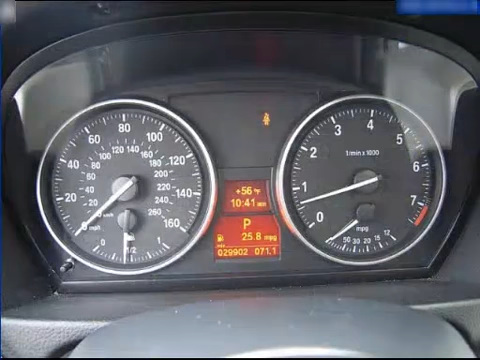 80
60 100
40 120
20 140
0 160
mph
120 140
100 160
80 180
60 200
40 220
20 240
260
km/h
0 1/2
+56 °F
10:41
P
25.8 mpg
029902 071.1
3 4
2 5
1 6
0 7
1/min x 1000
mpg
50 30 20 15 12